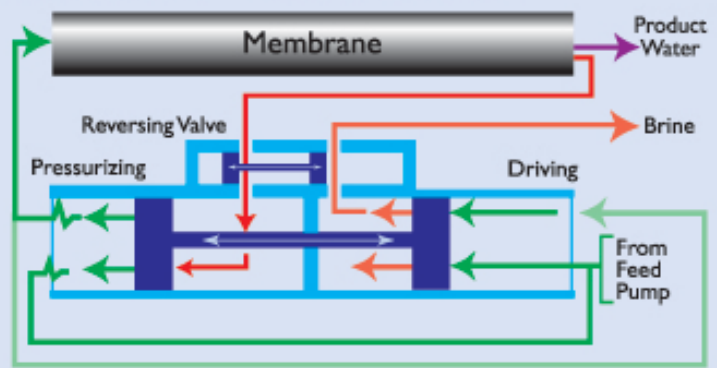 Membrane
Product
Water
Reversing Valve
Brine
Pressurizing
Driving
From
Feed
Pump